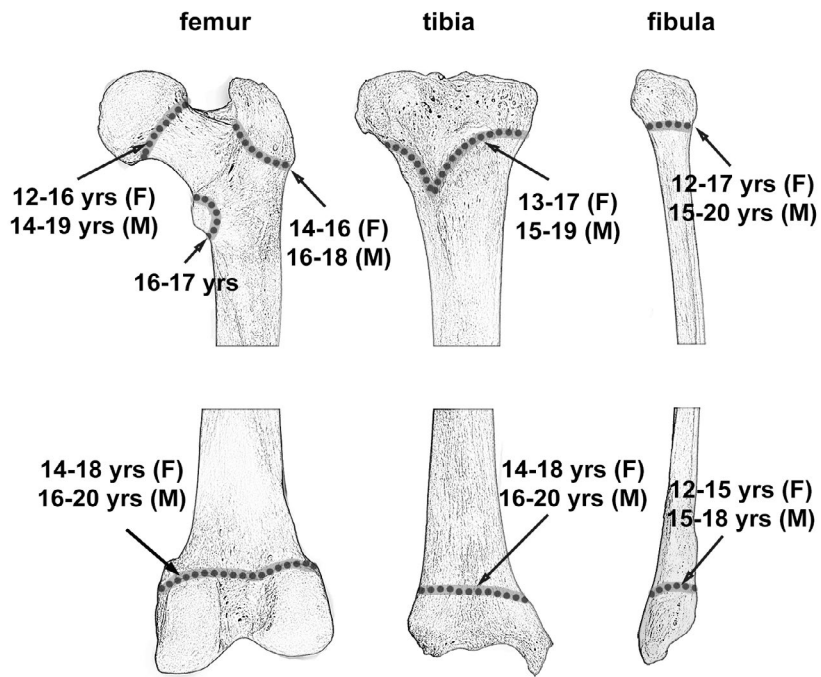 femur
tibia
fibula
12-16 yrs (F)
14-19 yrs (M)
16-17 yrs
14-16 (F)
16-18 (M)
13-17 (F)
15-19 (M)
12-17 yrs (F)
15-20 yrs (M)
14-18 yrs (F)
16-20 yrs (M)
14-18 yrs (F)
16-20 yrs (M)
12-15 yrs (F)
15-18 yrs (M)